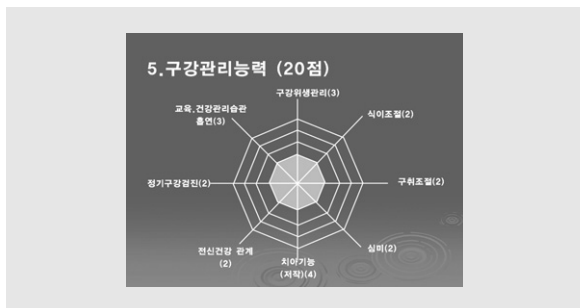 5.구강관리능력 (20점)
구강위생관리(3)
교육.건강관리습관
흡연(3)
식이조절(2)
정기구강검진(2)
구취조절(2)
전신건강 관계
(2)
심미(2)
치아기능
(저작)(4)